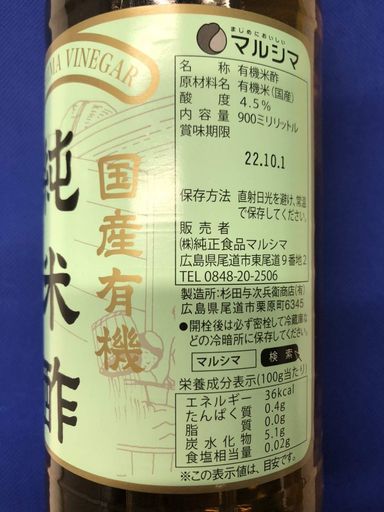 MA VINEGAR
国産有機
純米酢
まじめにおいしい
マルシマ
名称 有機米酢
原材料名 有機米(国産)
酸度 4.5%
内容量 900ミリリットル
賞味期限
22.10.1
保存方法 直射日光を避け、常温
で保存してください。
販売者
(株)純正食品マルシマ
広島県尾道市東尾道9番地2
TEL 0848-20-2506
製造所:杉田与次兵衛商店(有)
広島県尾道市栗原町6345
●開栓後は必ず密栓して冷蔵庫な
どの冷暗所に保存してください。
マルシマ 検索
栄養成分表示(100g当たり)
エネルギー 36kcal
たんぱく質 0.4g
脂質 0.0g
炭水化物 5.1g
食塩相当量 0.02g
※この表示値は、目安です。